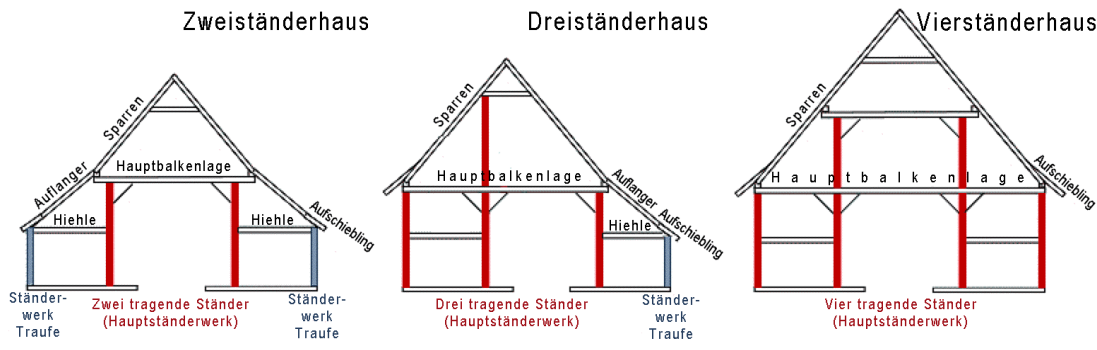 Zweiständerhaus
Sparren
Hauptbalkenlage
Auflanger
Hiehle
Hiehle
Aufschiebling
Ständer-
werk
Traufe
Zwei tragende Ständer
(Hauptständerwerk)
Ständer-
werk
Traufe
Dreiständerhaus
Sparren
Hauptbalkenlage
Auflanger
Aufschiebling
Hiehle
Drei tragende Ständer
(Hauptständerwerk)
Ständer-
werk
Traufe
Vierständerhaus
Sparren
Hauptbalkenlage
Aufschiebling
Vier tragende Ständer
(Hauptständerwerk)